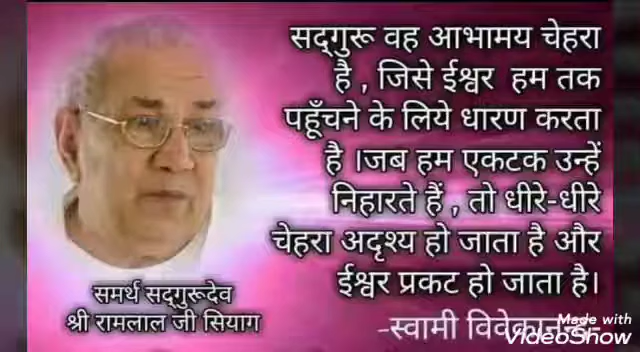 सद्गुरू वह आभामय चेहरा
है , जिसे ईश्वर हम तक
पहूँचने के लिये धारण करता
है ।जब हम एकटक उन्हें
निहारते हैं , तो धीरे-धीरे
चेहरा अदृश्य हो जाता है और
ईश्वर प्रकट हो जाता है।
-स्वामी विवेकानन्द-
समर्थ सद्गुरूदेव
श्री रामलाल जी सियाग
Made with
VideoShow